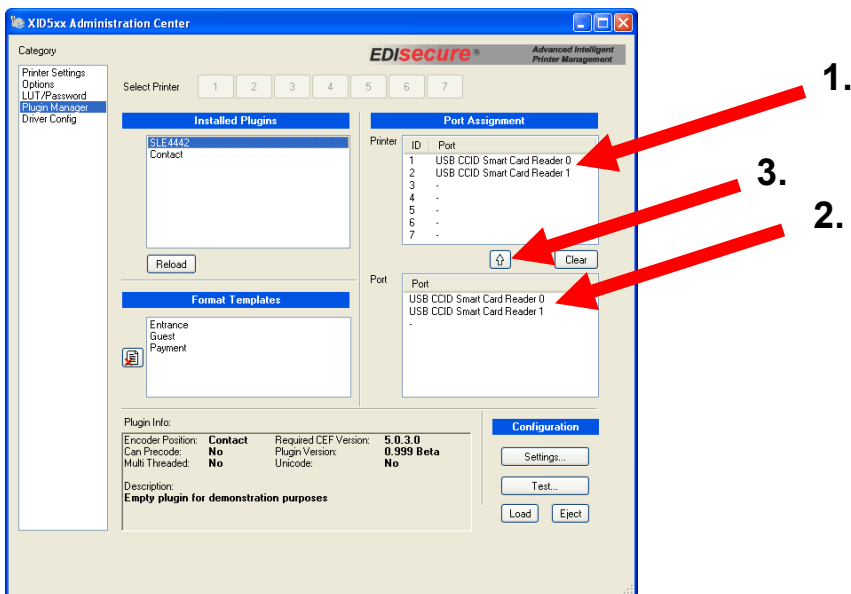 XID5xx Administration Center
Category
EDIsecure®
Advanced Intelligent
Printer Management
Printer Settings
Options
LUT/Password
Plugin Manager
Driver Config
Select Printer 1 2 3 4 5 6 7
1.
Installed Plugins
SLE4442
Contact
Reload
Port Assignment
Printer
ID Port
1 USB CCID Smart Card Reader 0
2 USB CCID Smart Card Reader 1
3 -
4 -
5 -
6 -
7 -
3.
2.
Clear
Port
Port
USB CCID Smart Card Reader 0
USB CCID Smart Card Reader 1
-
Format Templates
Entrance
Guest
Payment
Plugin Info:
Encoder Position: Contact Required CEF Version: 5.0.3.0
Can Precode: No Plugin Version: 0.999 Beta
Multi Threaded: No Unicode: No
Description:
Empty plugin for demonstration purposes
Configuration
Settings...
Test...
Load Eject